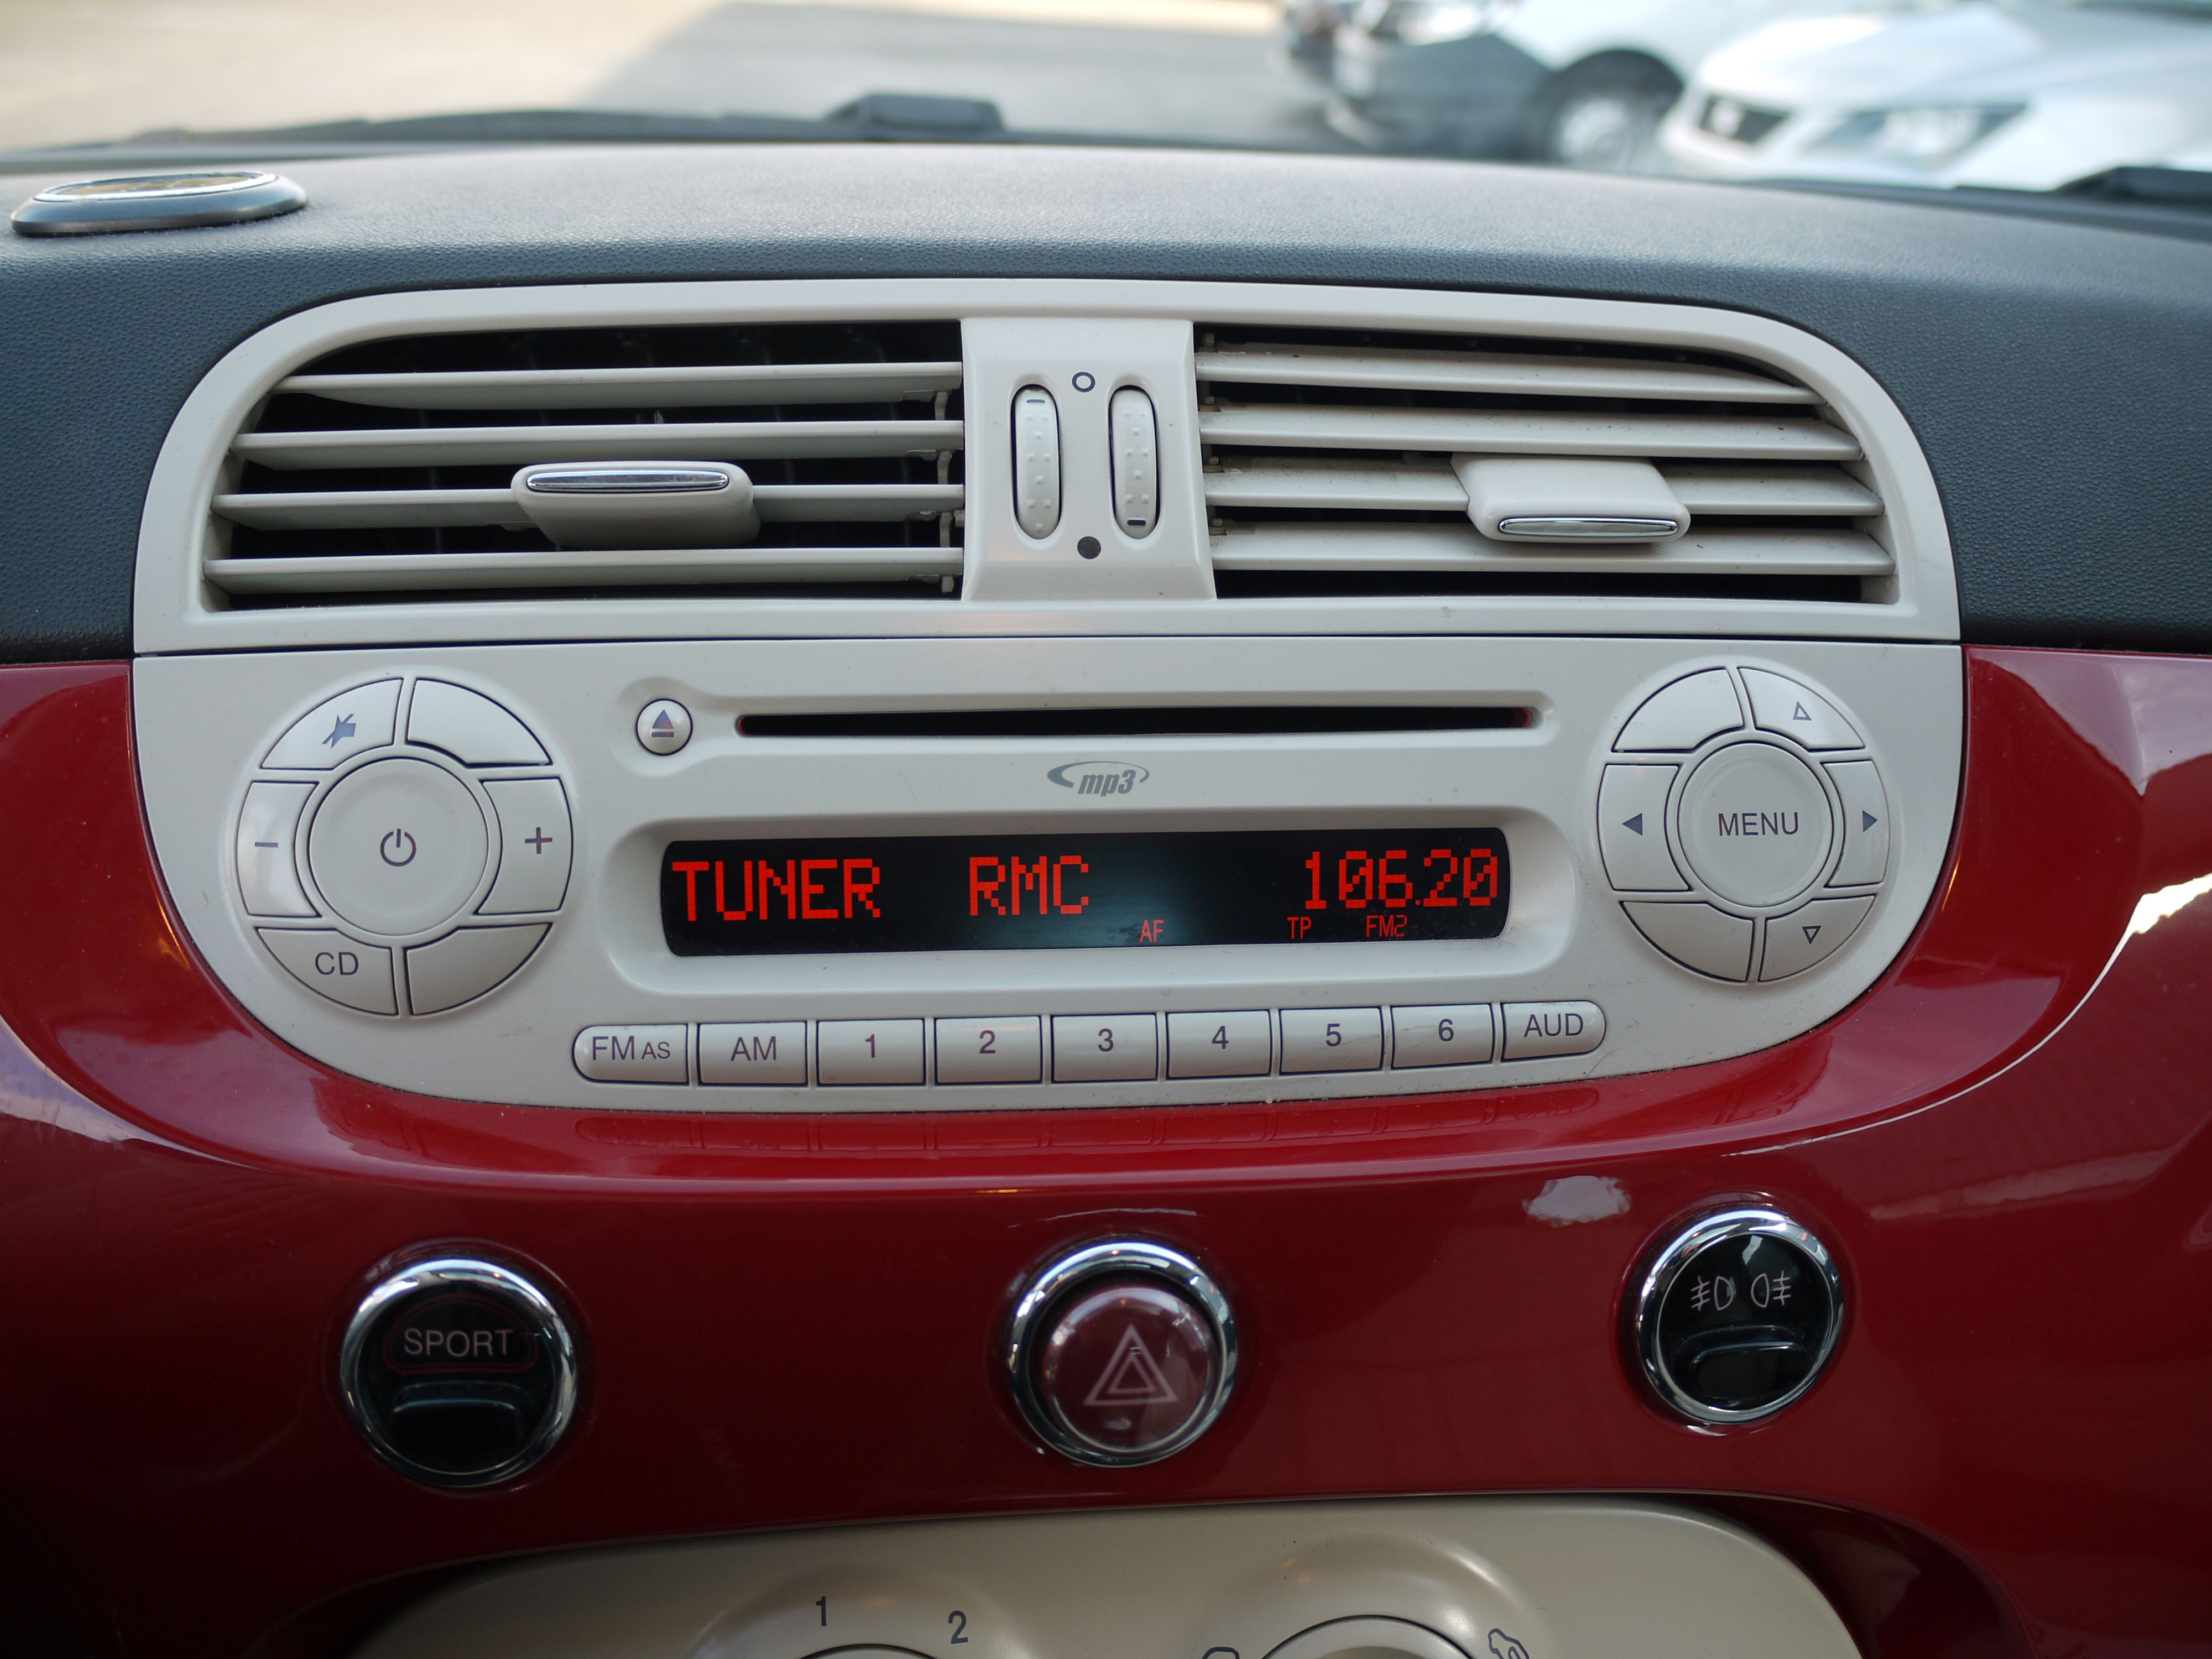 mp3
TUNER RMC 106.20
AF TP FM2
MENU
CD
FM AS AM 1 2 3 4 5 6 AUD
SPORT
1 2